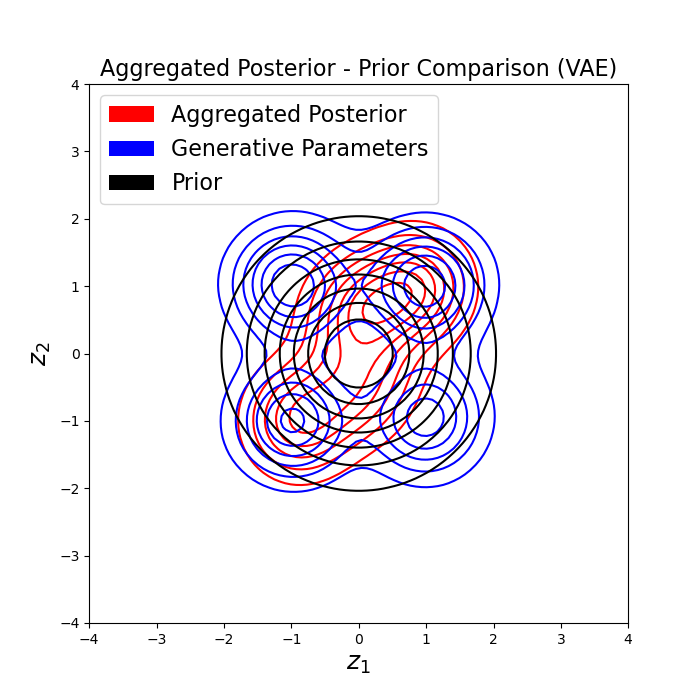 Aggregated Posterior - Prior Comparison (VAE)
Aggregated Posterior
Generative Parameters
Prior
4
3
2
1
0
−1
−2
−3
−4
z2
−4 −3 −2 −1 0 1 2 3 4
z1